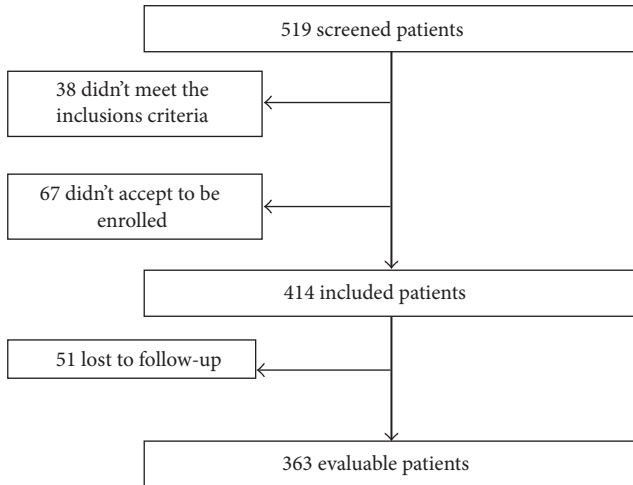 519 screened patients
38 didn't meet the
inclusions criteria
67 didn't accept to be
enrolled
414 included patients
51 lost to follow-up
363 evaluable patients